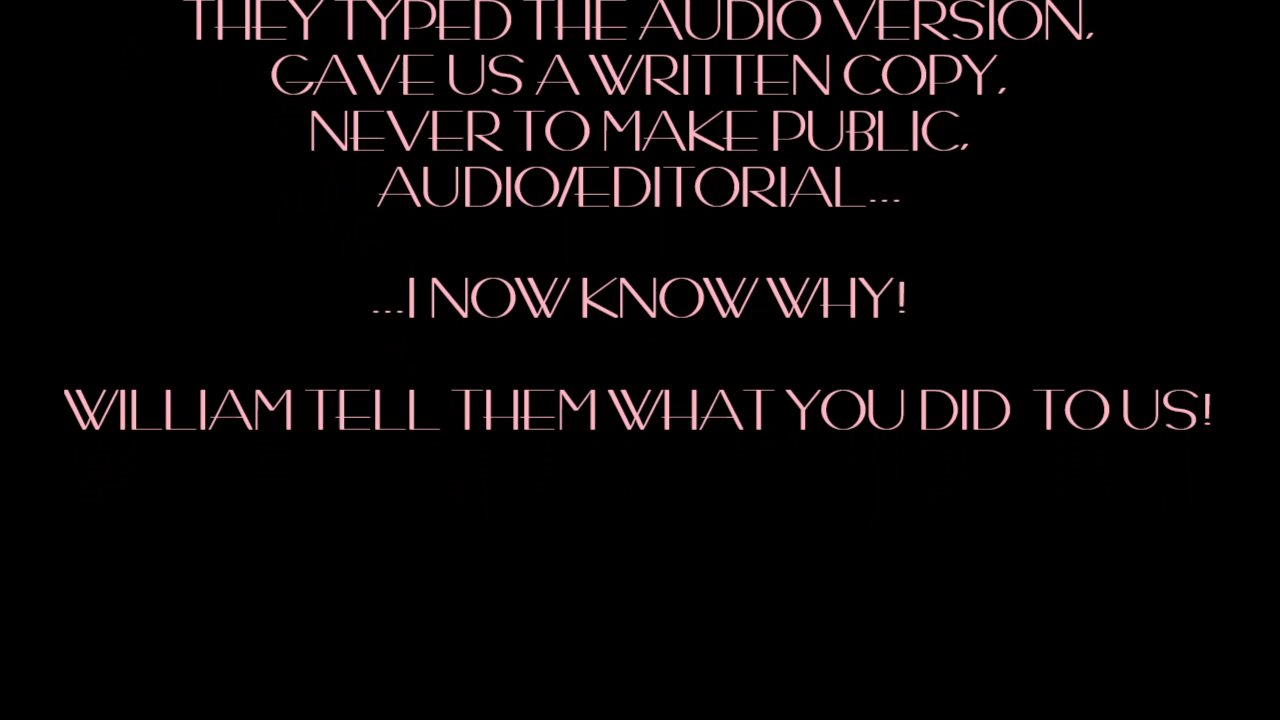 THEY TYPED THE AUDIO VERSION,
GAVE US A WRITTEN COPY,
NEVER TO MAKE PUBLIC,
AUDIO/EDITORIAL...
...I NOW KNOW WHY!
WILLIAM TELL THEM WHAT YOU DID TO US!